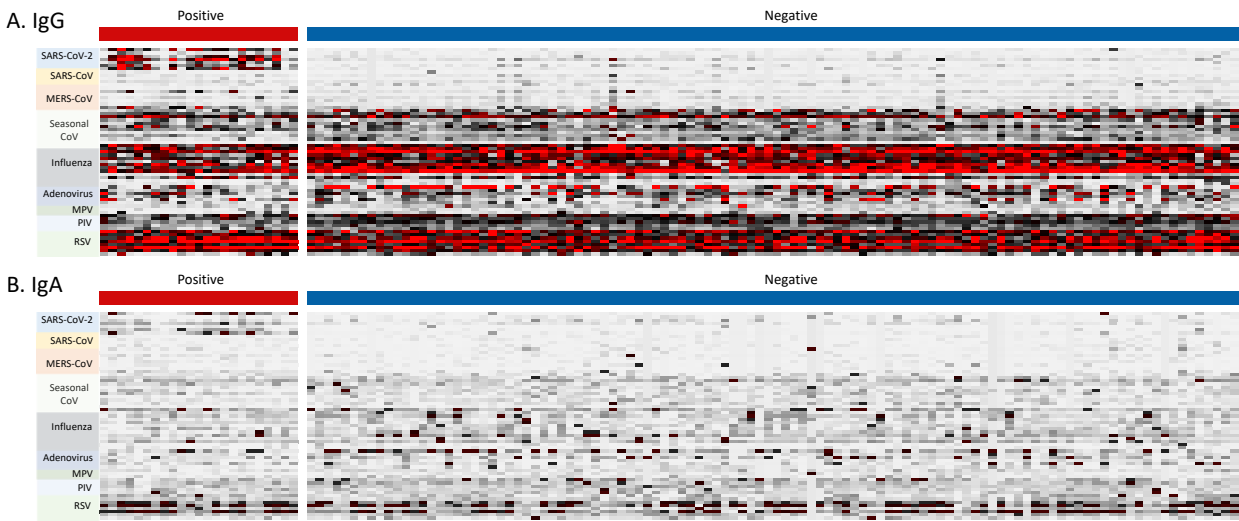 A. IgG
Positive
Negative
SARS-CoV-2
SARS-CoV
MERS-CoV
Seasonal
CoV
Influenza
Adenovirus
MPV
PIV
RSV
B. IgA
Positive
Negative
SARS-CoV-2
SARS-CoV
MERS-CoV
Seasonal
CoV
Influenza
Adenovirus
MPV
PIV
RSV